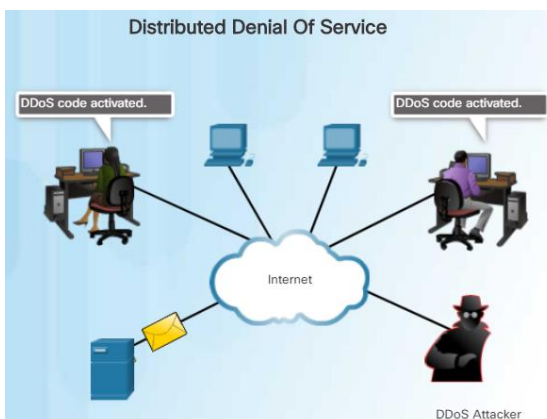 Distributed Denial Of Service
DDoS code activated.
DDoS code activated.
Internet
DDoS Attacker